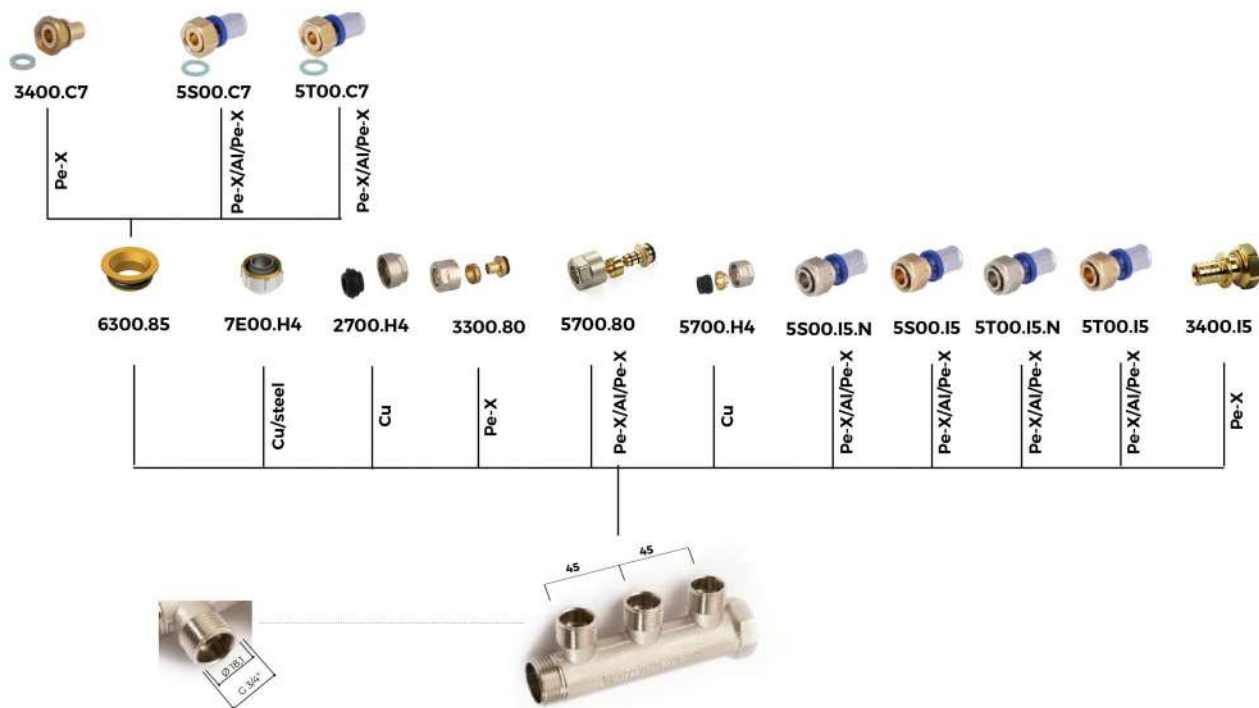 3400.C7
5S00.C7
5T00.C7
Pe-X
Pe-X/Al/Pe-X
Pe-X/Al/Pe-X
6300.85
7E00.H4
2700.H4
3300.80
5700.80
5700.H4
5S00.I5.N
5S00.I5
5T00.I5.N
5T00.I5
3400.I5
Cu/steel
Cu
Pe-X
Pe-X/Al/Pe-X
Cu
Pe-X/Al/Pe-X
Pe-X/Al/Pe-X
Pe-X/Al/Pe-X
Pe-X/Al/Pe-X
Pe-X
45
45
Ø 18,1
G 3/4"